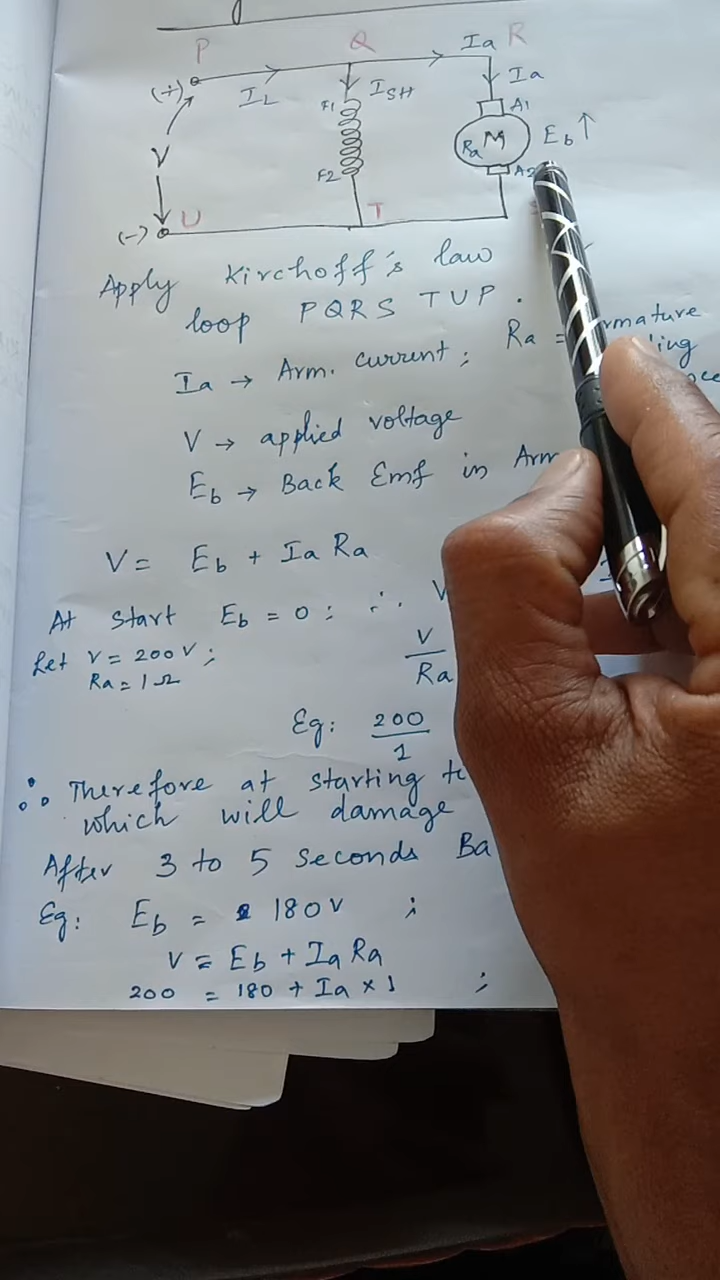 P Q Ia R
(+) IL ISH Ia
F1 A1
V Ra M Eb ↑
F2 A2
(-) U T
Apply Kirchoff's law
loop PQRS TUP.
Ia → Arm. current; Ra =
V → applied voltage
Eb → Back Emf in Arm
V = Eb + Ia Ra
At start Eb = 0; ∴ V
Let V = 200 V;
Ra = 1 Ω
V
Ra
Eg: 200
1
∴ Therefore at starting
which will damage
After 3 to 5 seconds Ba
Eg: Eb = 180 V ;
V = Eb + Ia Ra
200 = 180 + Ia × 1 ;